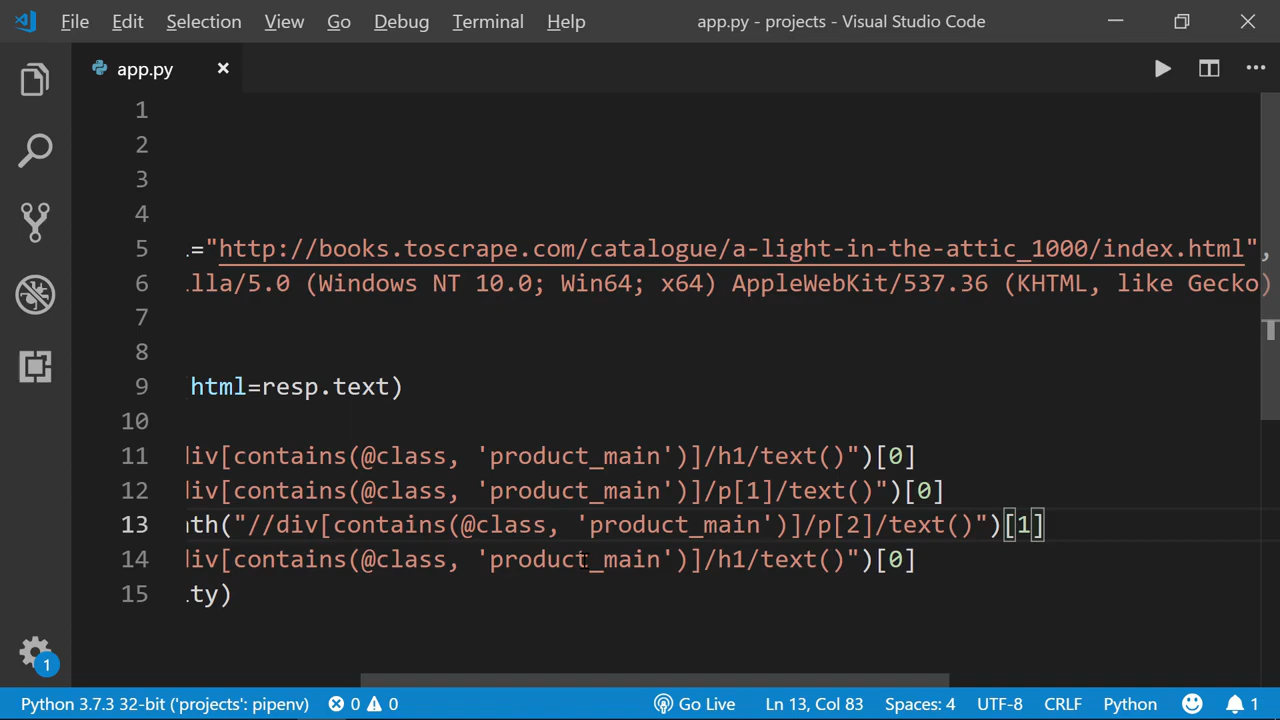 File Edit Selection View Go Debug Terminal Help app.py - projects - Visual Studio Code
app.py
1
2
3
4
5 ="http://books.toscrape.com/catalogue/a-light-in-the-attic_1000/index.html",
6 lla/5.0 (Windows NT 10.0; Win64; x64) AppleWebKit/537.36 (KHTML, like Gecko)
7
8
9 html=resp.text)
10
11 div[contains(@class, 'product_main')]/h1/text()")[0]
12 div[contains(@class, 'product_main')]/p[1]/text()")[0]
13 ath("//div[contains(@class, 'product_main')]/p[2]/text()")[1]
14 div[contains(@class, 'product_main')]/h1/text()")[0]
15 ty)
1
Python 3.7.3 32-bit ('projects': pipenv) 0 0 Go Live Ln 13, Col 83 Spaces: 4 UTF-8 CRLF Python 1